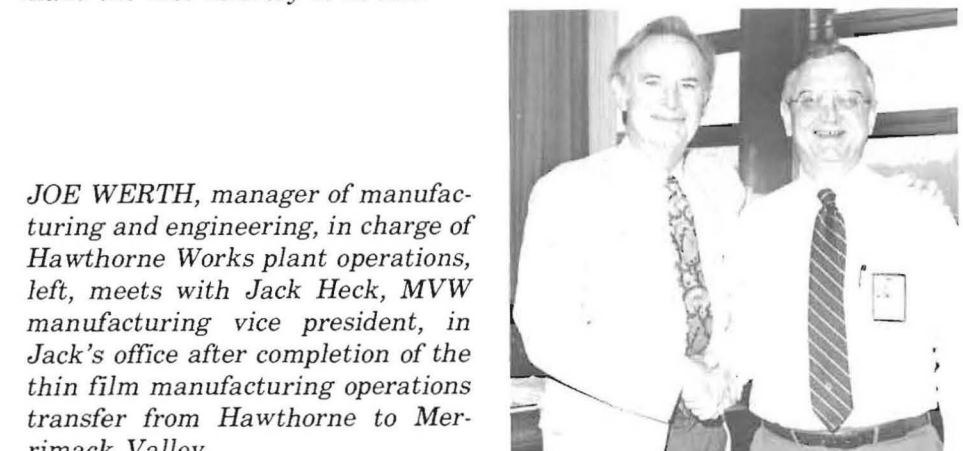 JOE WERTH, manager of manufac-
turing and engineering, in charge of
Hawthorne Works plant operations,
left, meets with Jack Heck, MVW
manufacturing vice president, in
Jack's office after completion of the
thin film manufacturing operations
transfer from Hawthorne to Mer-
rimack Valley